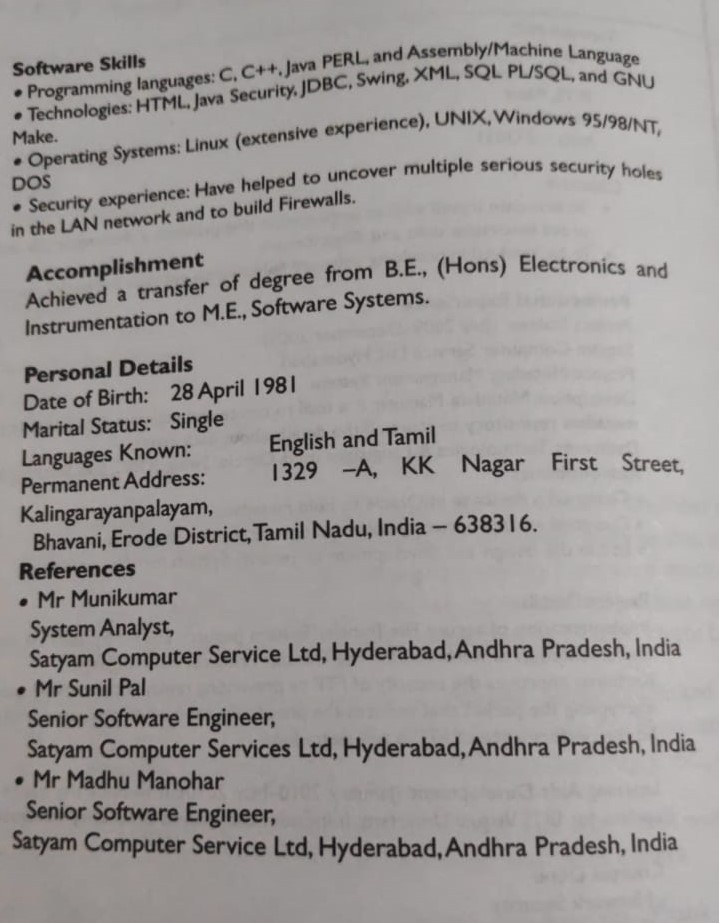 Software Skills
• Programming languages: C, C++, Java PERL, and Assembly/Machine Language
• Technologies: HTML, Java Security, JDBC, Swing, XML, SQL PL/SQL, and GNU
Make.
• Operating Systems: Linux (extensive experience), UNIX, Windows 95/98/NT,
DOS
• Security experience: Have helped to uncover multiple serious security holes
in the LAN network and to build Firewalls.
Accomplishment
Achieved a transfer of degree from B.E., (Hons) Electronics and
Instrumentation to M.E., Software Systems.
Personal Details
Date of Birth: 28 April 1981
Marital Status: Single
Languages Known: English and Tamil
Permanent Address: 1329 –A, KK Nagar First Street,
Kalingarayanpalayam,
Bhavani, Erode District, Tamil Nadu, India – 638316.
References
• Mr Munikumar
System Analyst,
Satyam Computer Service Ltd, Hyderabad, Andhra Pradesh, India
• Mr Sunil Pal
Senior Software Engineer,
Satyam Computer Services Ltd, Hyderabad, Andhra Pradesh, India
• Mr Madhu Manohar
Senior Software Engineer,
Satyam Computer Service Ltd, Hyderabad, Andhra Pradesh, India